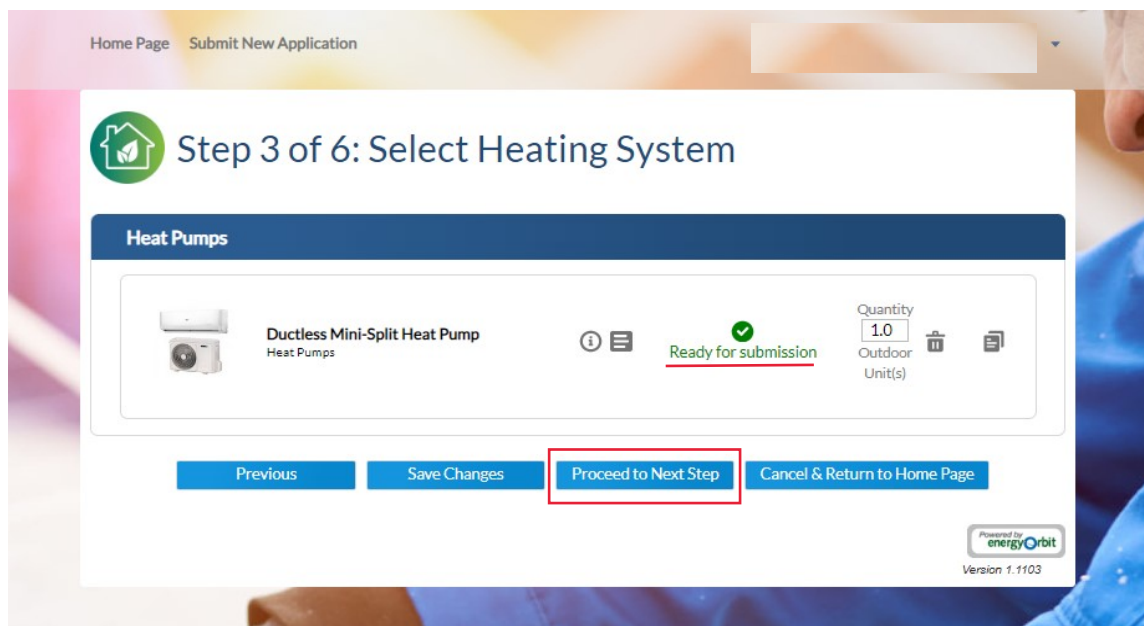 Home Page Submit New Application
Step 3 of 6: Select Heating System
Heat Pumps
Ductless Mini-Split Heat Pump
Heat Pumps
Ready for submission
Quantity
1.0
Outdoor
Unit(s)
Previous Save Changes Proceed to Next Step Cancel & Return to Home Page
Powered by
energyOrbit
Version 1.1103